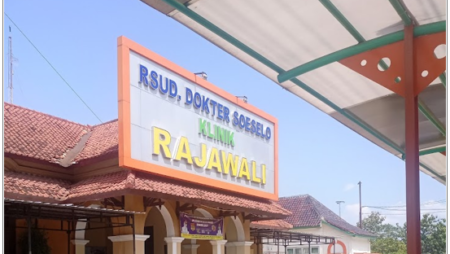 RSUD. DOKTER SOESELO
KLINIK
RAJAWALI